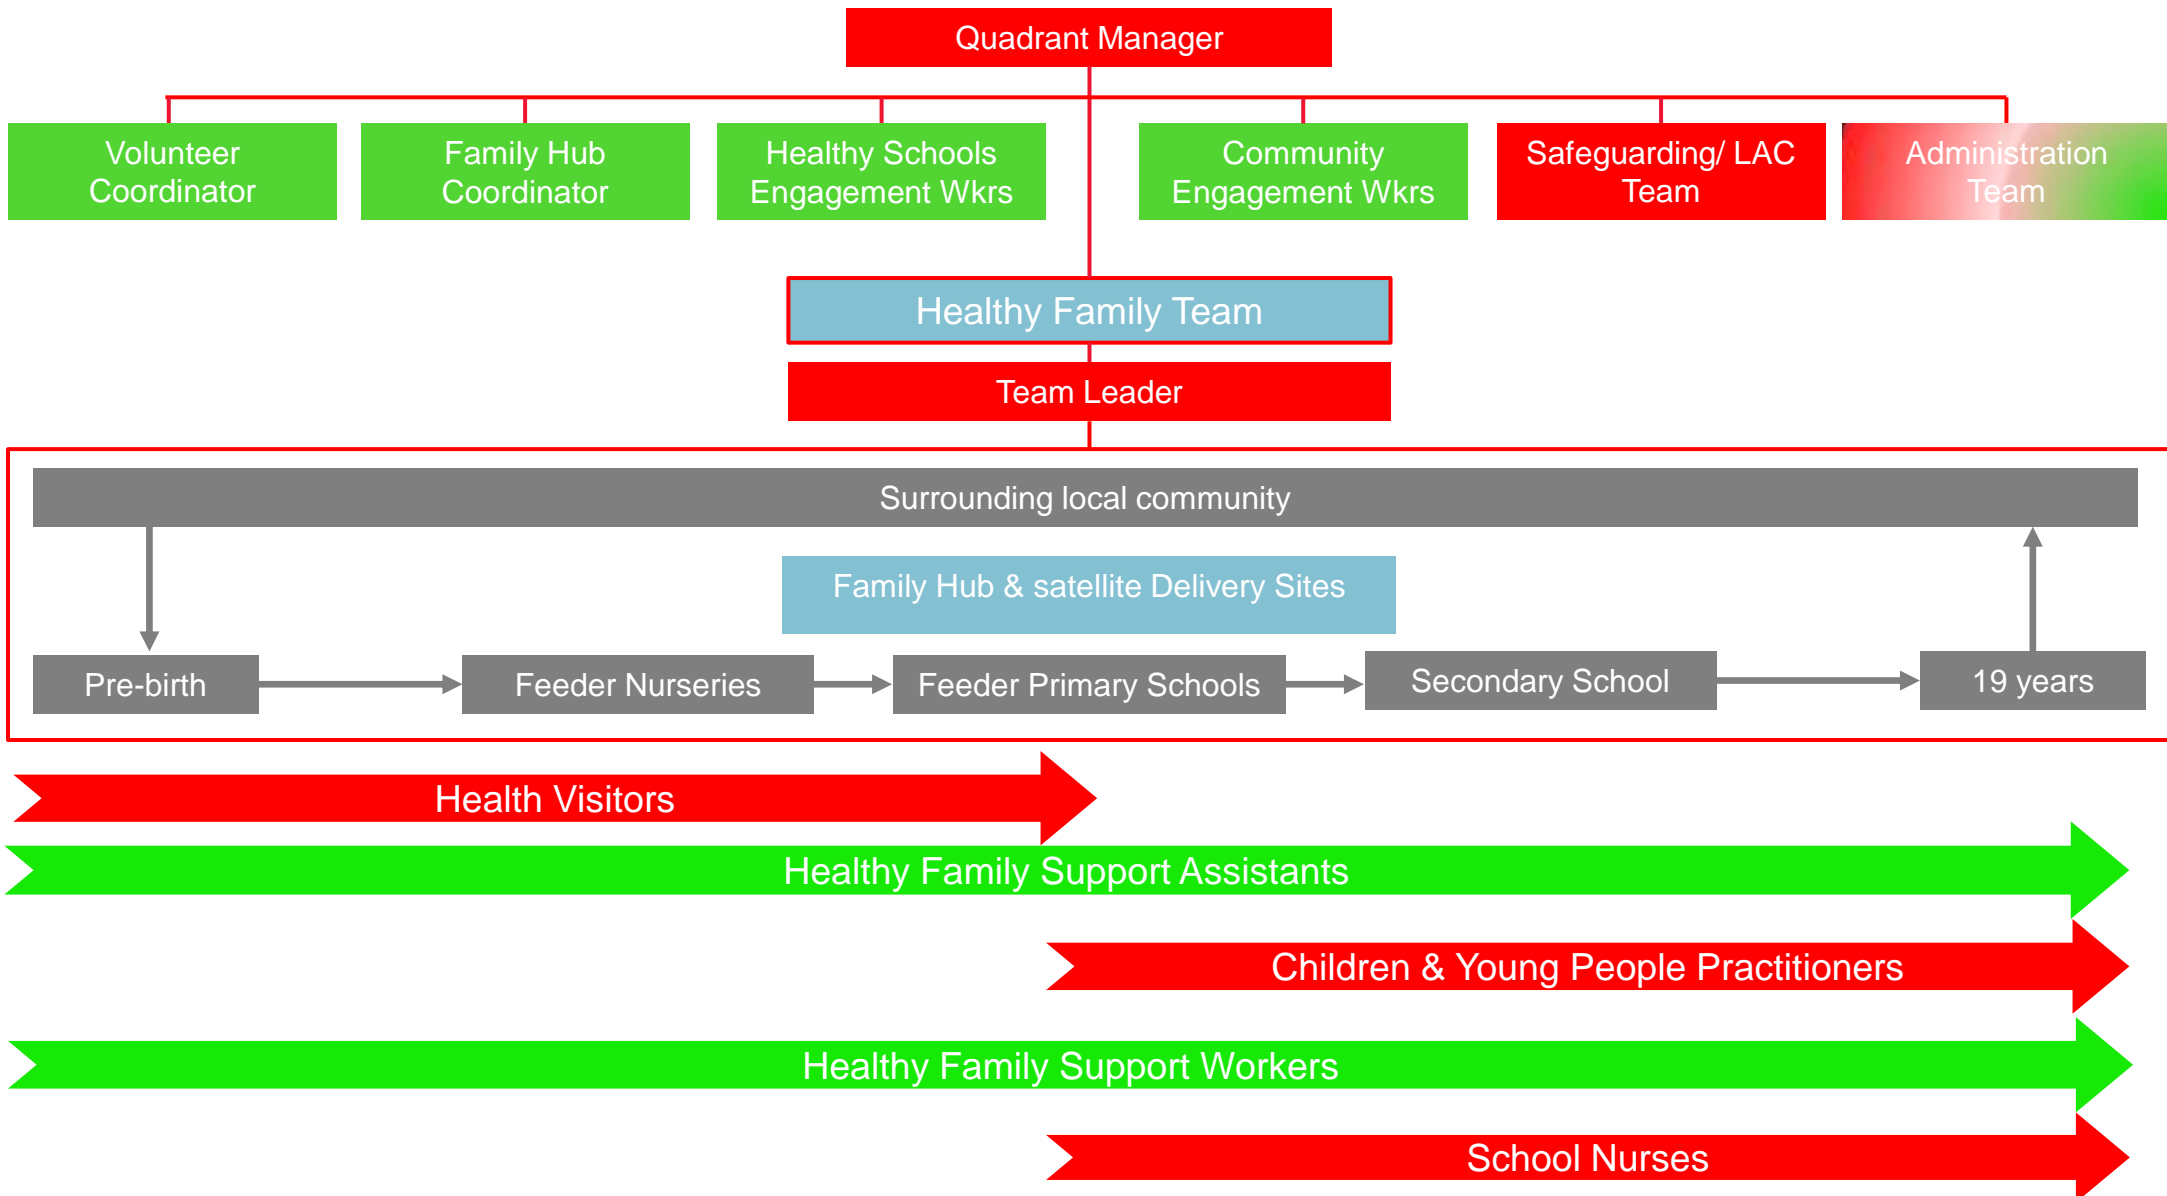 Quadrant Manager
Volunteer
Coordinator
Family Hub
Coordinator
Healthy Schools
Engagement Wkrs
Community
Engagement Wkrs
Safeguarding/ LAC
Team
Administration
Team
Healthy Family Team
Team Leader
Surrounding local community
Family Hub & satellite Delivery Sites
Pre-birth
Feeder Nurseries
Feeder Primary Schools
Secondary School
19 years
Health Visitors
Healthy Family Support Assistants
Children & Young People Practitioners
Healthy Family Support Workers
School Nurses